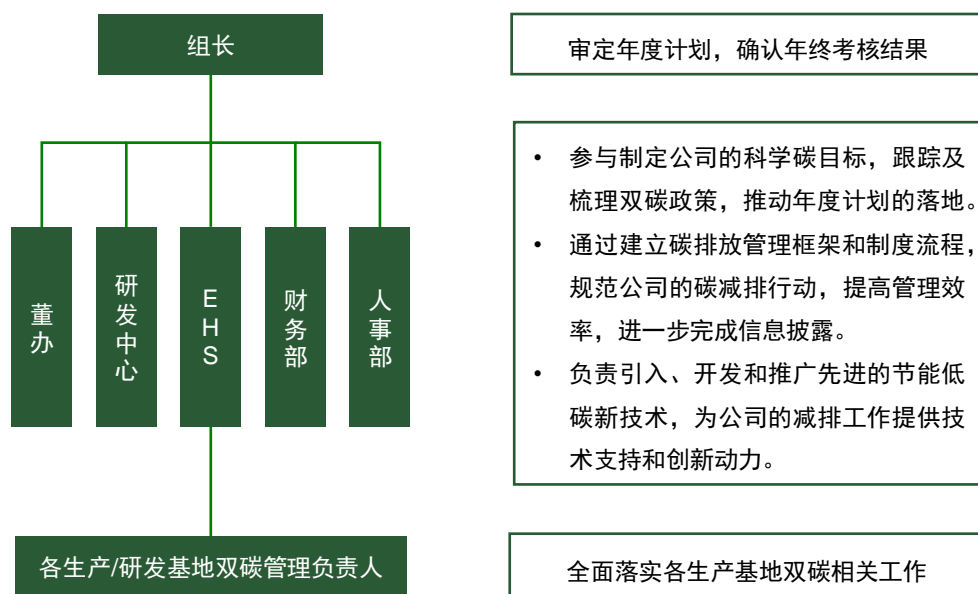 组长
审定年度计划，确认年终考核结果
董办
研发中心
EHS
财务部
人事部
• 参与制定公司的科学碳目标，跟踪及
梳理双碳政策，推动年度计划的落地。
• 通过建立碳排放管理框架和制度流程，
规范公司的碳减排行动，提高管理效
率，进一步完成信息披露。
• 负责引入、开发和推广先进的节能低
碳新技术，为公司的减排工作提供技
术支持和创新动力。
各生产/研发基地双碳管理负责人
全面落实各生产基地双碳相关工作